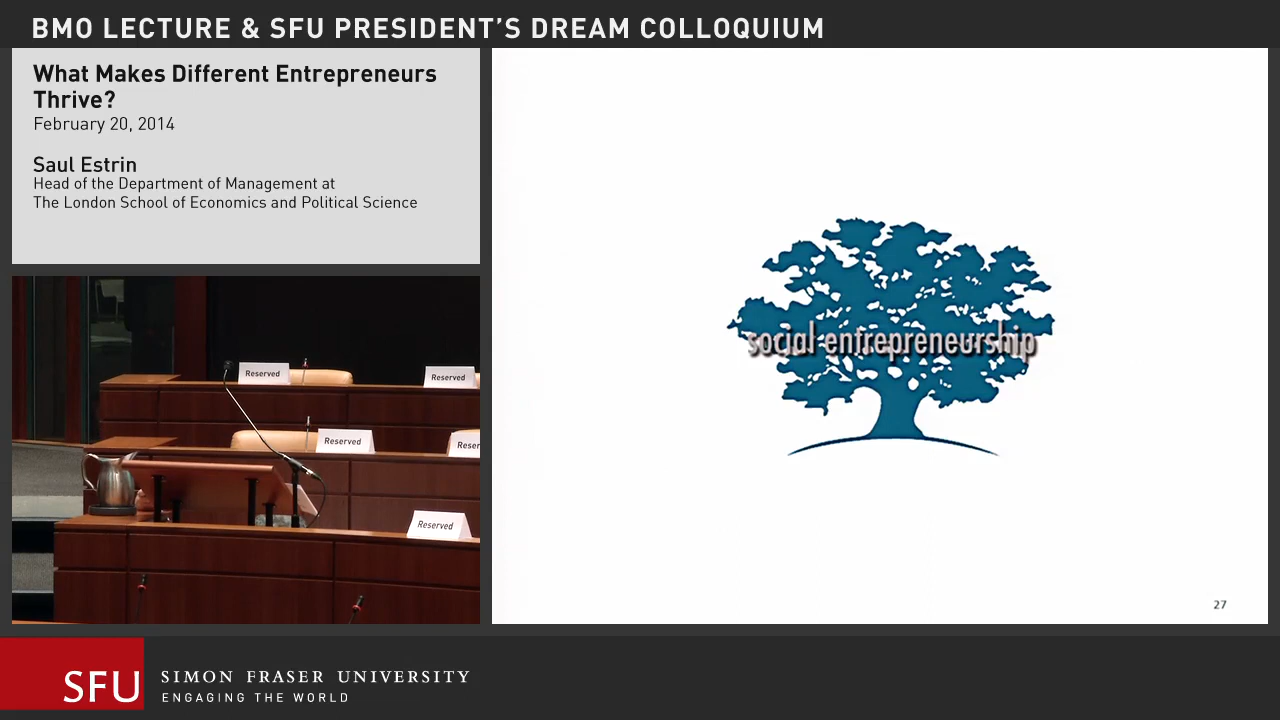 BMO LECTURE & SFU PRESIDENT'S DREAM COLLOQUIUM
What Makes Different Entrepreneurs
Thrive?
February 20, 2014
Saul Estrin
Head of the Department of Management at
The London School of Economics and Political Science
social entrepreneurship
27
Reserved
Reserved
Reserved
Reser
Reserved
SFU
SIMON FRASER UNIVERSITY
ENGAGING THE WORLD